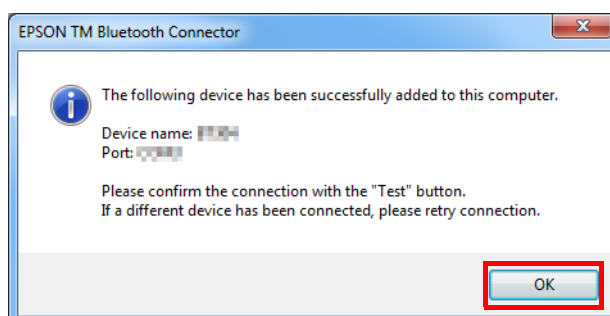 EPSON TM Bluetooth Connector
The following device has been successfully added to this computer.
Device name:
Port:
Please confirm the connection with the "Test" button.
If a different device has been connected, please retry connection.
OK